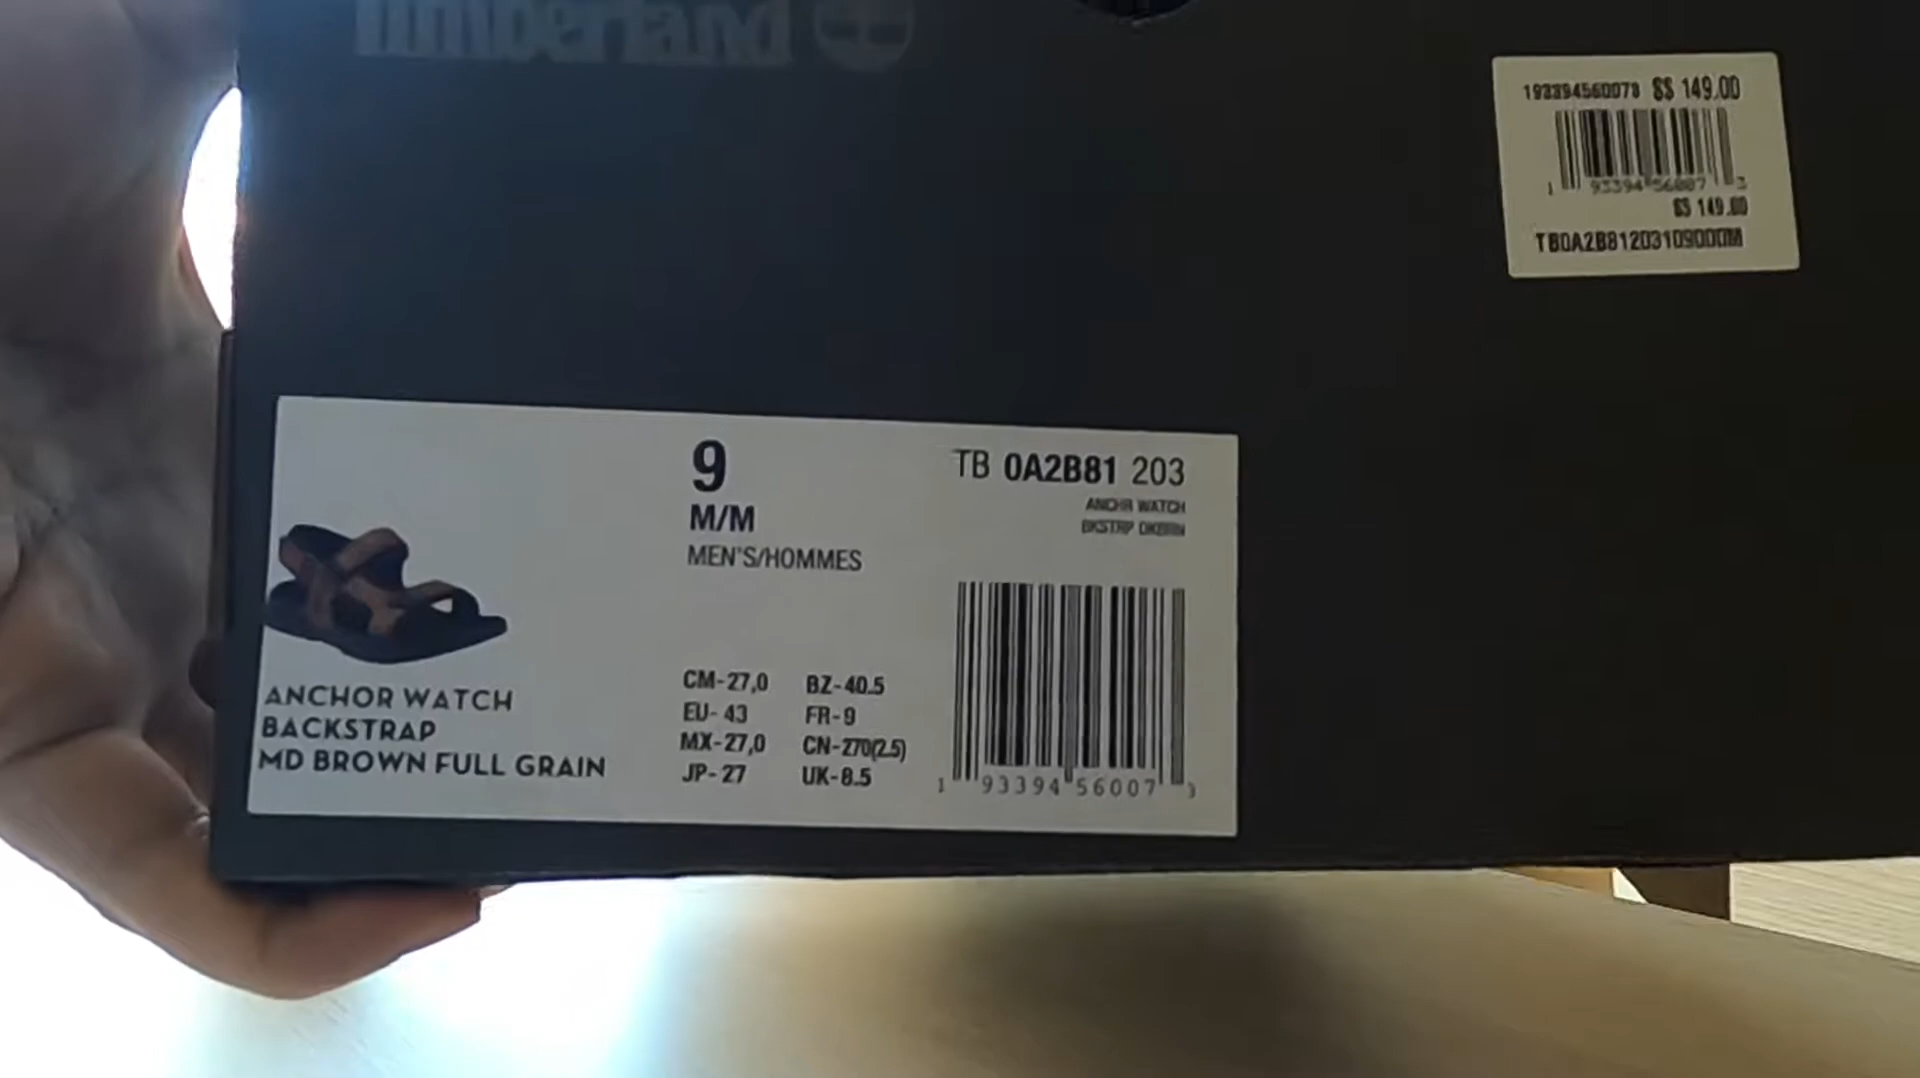 Timberland
193394560073 S$ 149.00
1 93394 56007 3
S$ 149.00
TB0A2B81203109000M
9
M/M
MEN'S/HOMMES
TB 0A2B81 203
ANCHR WATCH
BKSTRP DKBRN
ANCHOR WATCH
BACKSTRAP
MD BROWN FULL GRAIN
CM-27,0 BZ-40.5
EU-43 FR-9
MX-27,0 CN-270(2.5)
JP-27 UK-8.5
1 93394 56007 3